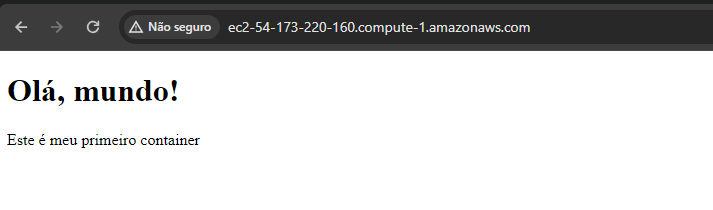 Não seguro ec2-54-173-220-160.compute-1.amazonaws.com
Olá, mundo!
Este é meu primeiro container